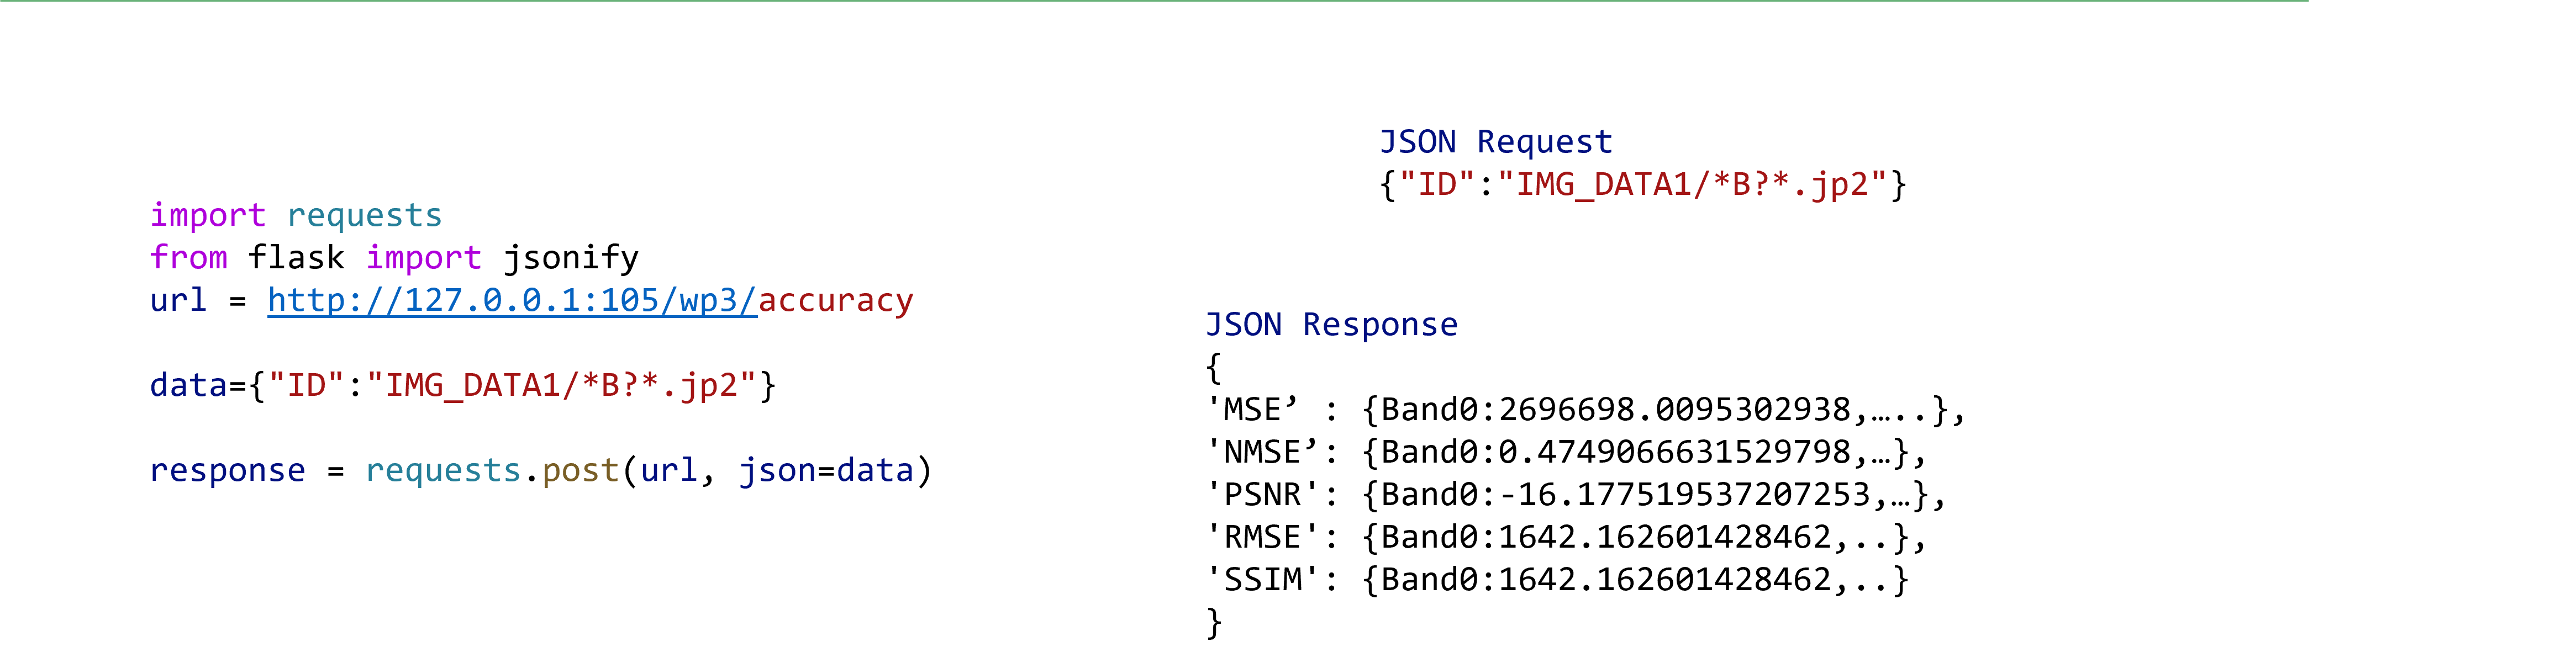 import requests
from flask import jsonify
url = http://127.0.0.1:105/wp3/accuracy
data={"ID":"IMG_DATA1/*B?*.jp2"}
response = requests.post(url, json=data)
JSON Request
{"ID":"IMG_DATA1/*B?*.jp2"}
JSON Response
{
'MSE’ : {Band0:2696698.0095302938,…..},
'NMSE’: {Band0:0.4749066631529798,…},
'PSNR': {Band0:-16.177519537207253,…},
'RMSE': {Band0:1642.162601428462,..},
'SSIM': {Band0:1642.162601428462,..}
}